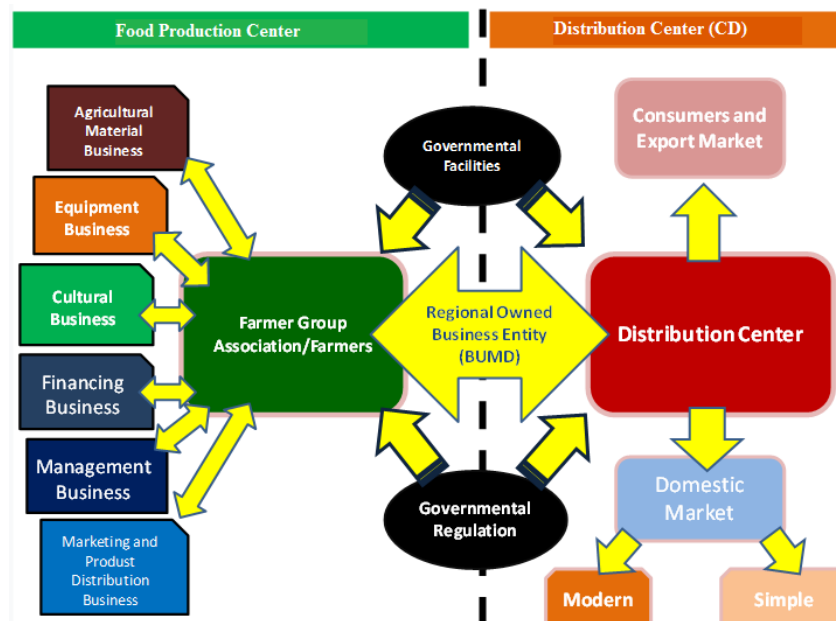 Food Production Center
Distribution Center (CD)
Agricultural
Material
Business
Equipment
Business
Cultural
Business
Financing
Business
Management
Business
Marketing and
Product
Distribution
Business
Farmer Group
Association/Farmers
Governmental
Facilities
Regional Owned
Business Entity
(BUMD)
Governmental
Regulation
Consumers and
Export Market
Distribution Center
Domestic
Market
Modern
Simple